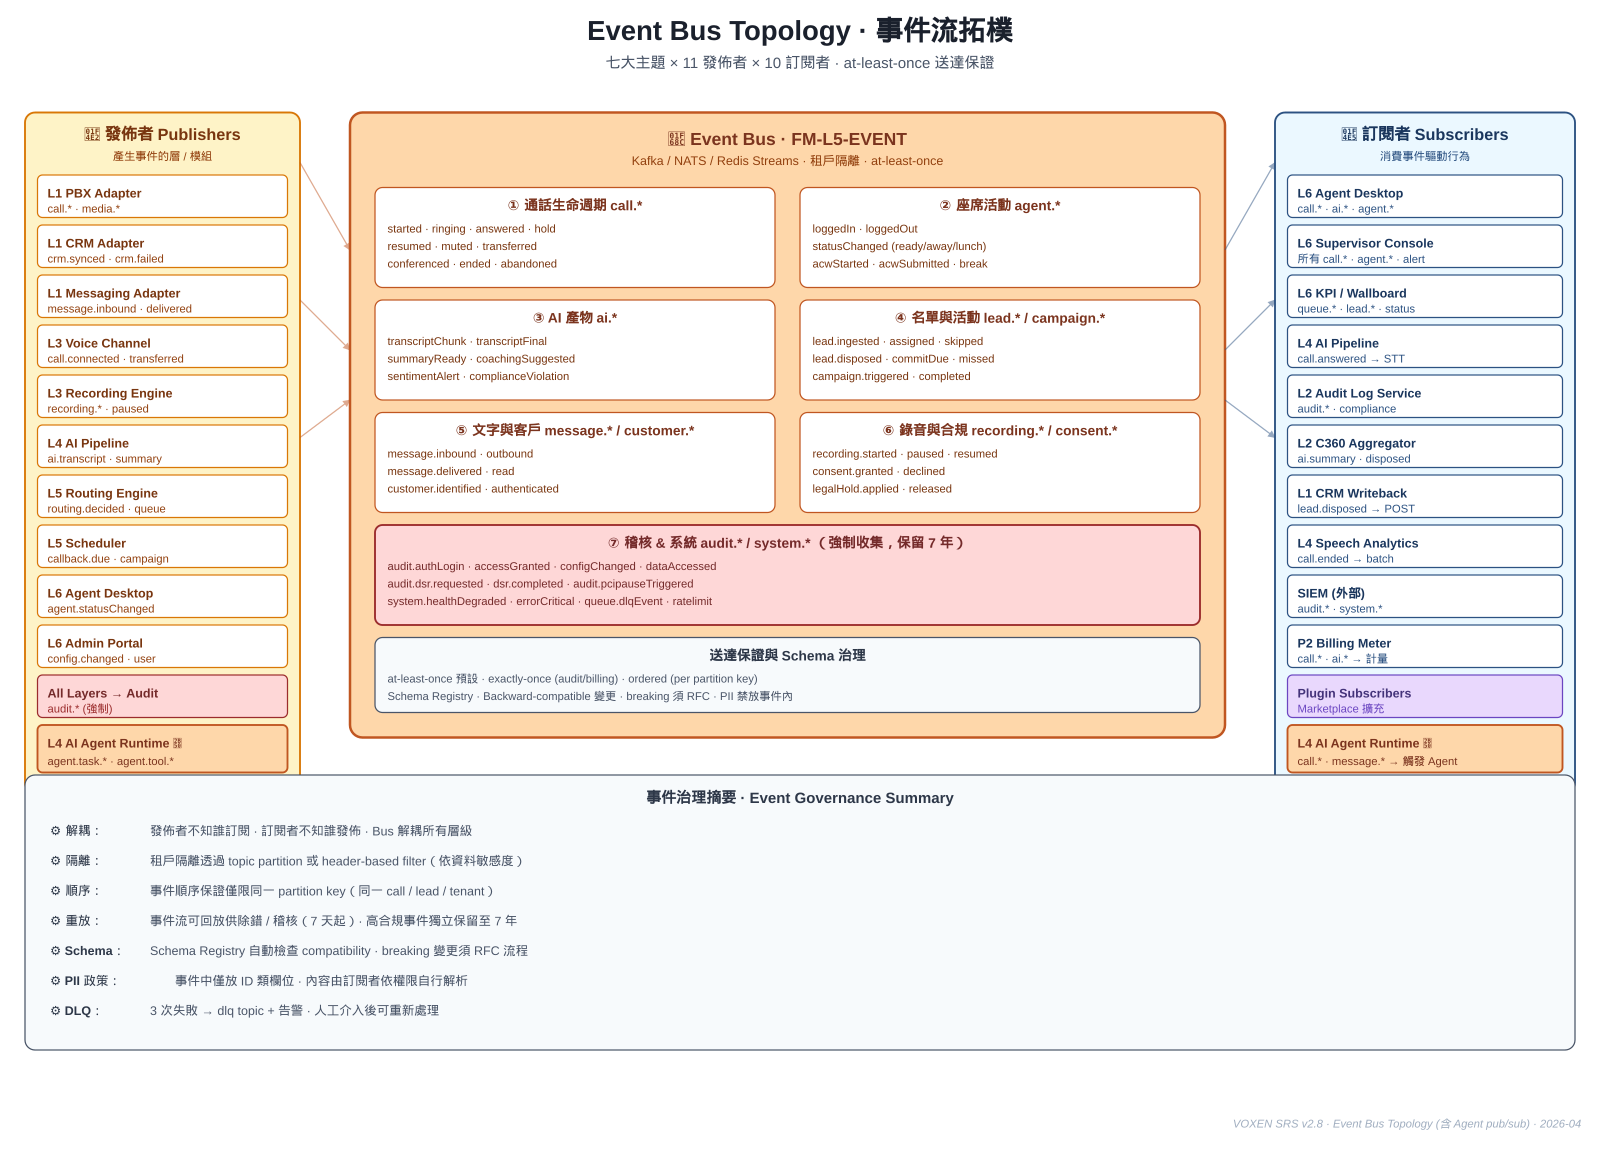 Event Bus Topology · 事件流拓樸
七大主題 × 11 發佈者 × 10 訂閱者 · at-least-once 送達保證
發佈者 Publishers
產生事件的層 / 模組
L1 PBX Adapter
call.* · media.*
L1 CRM Adapter
crm.synced · crm.failed
L1 Messaging Adapter
message.inbound · delivered
L3 Voice Channel
call.connected · transferred
L3 Recording Engine
recording.* · paused
L4 AI Pipeline
ai.transcript · summary
L5 Routing Engine
routing.decided · queue
L5 Scheduler
callback.due · campaign
L6 Agent Desktop
agent.statusChanged
L6 Admin Portal
config.changed · user
All Layers → Audit
audit.* (強制)
L4 AI Agent Runtime
agent.task.* · agent.tool.*
Event Bus · FM-L5-EVENT
Kafka / NATS / Redis Streams · 租戶隔離 · at-least-once
① 通話生命週期 call.*
started · ringing · answered · hold
resumed · muted · transferred
conferenced · ended · abandoned
② 座席活動 agent.*
loggedIn · loggedOut
statusChanged (ready/away/lunch)
acwStarted · acwSubmitted · break
③ AI 產物 ai.*
transcriptChunk · transcriptFinal
summaryReady · coachingSuggested
sentimentAlert · complianceViolation
④ 名單與活動 lead.* / campaign.*
lead.ingested · assigned · skipped
lead.disposed · commitDue · missed
campaign.triggered · completed
⑤ 文字與客戶 message.* / customer.*
message.inbound · outbound
message.delivered · read
customer.identified · authenticated
⑥ 錄音與合規 recording.* / consent.*
recording.started · paused · resumed
consent.granted · declined
legalHold.applied · released
⑦ 稽核 & 系統 audit.* / system.*（強制收集，保留 7 年）
audit.authLogin · accessGranted · configChanged · dataAccessed
audit.dsr.requested · dsr.completed · audit.pcipauseTriggered
system.healthDegraded · errorCritical · queue.dlqEvent · ratelimit
送達保證與 Schema 治理
at-least-once 預設 · exactly-once (audit/billing) · ordered (per partition key)
Schema Registry · Backward-compatible 變更 · breaking 須 RFC · PII 禁放事件內
訂閱者 Subscribers
消費事件驅動行為
L6 Agent Desktop
call.* · ai.* · agent.*
L6 Supervisor Console
所有 call.* · agent.* · alert
L6 KPI / Wallboard
queue.* · lead.* · status
L4 AI Pipeline
call.answered → STT
L2 Audit Log Service
audit.* · compliance
L2 C360 Aggregator
ai.summary · disposed
L1 CRM Writeback
lead.disposed → POST
L4 Speech Analytics
call.ended → batch
SIEM (外部)
audit.* · system.*
P2 Billing Meter
call.* · ai.* → 計量
Plugin Subscribers
Marketplace 擴充
L4 AI Agent Runtime
call.* · message.* → 觸發 Agent
事件治理摘要 · Event Governance Summary
⚙ 解耦： 發佈者不知誰訂閱 · 訂閱者不知誰發佈 · Bus 解耦所有層級
⚙ 隔離： 租戶隔離透過 topic partition 或 header-based filter（依資料敏感度）
⚙ 順序： 事件順序保證僅限同一 partition key（同一 call / lead / tenant）
⚙ 重放： 事件流可回放供除錯 / 稽核（7 天起）· 高合規事件獨立保留至 7 年
⚙ Schema： Schema Registry 自動檢查 compatibility · breaking 變更須 RFC 流程
⚙ PII 政策： 事件中僅放 ID 類欄位 · 內容由訂閱者依權限自行解析
⚙ DLQ： 3 次失敗 → dlq topic + 告警 · 人工介入後可重新處理
VOXEN SRS v2.8 · Event Bus Topology (含 Agent pub/sub) · 2026-04